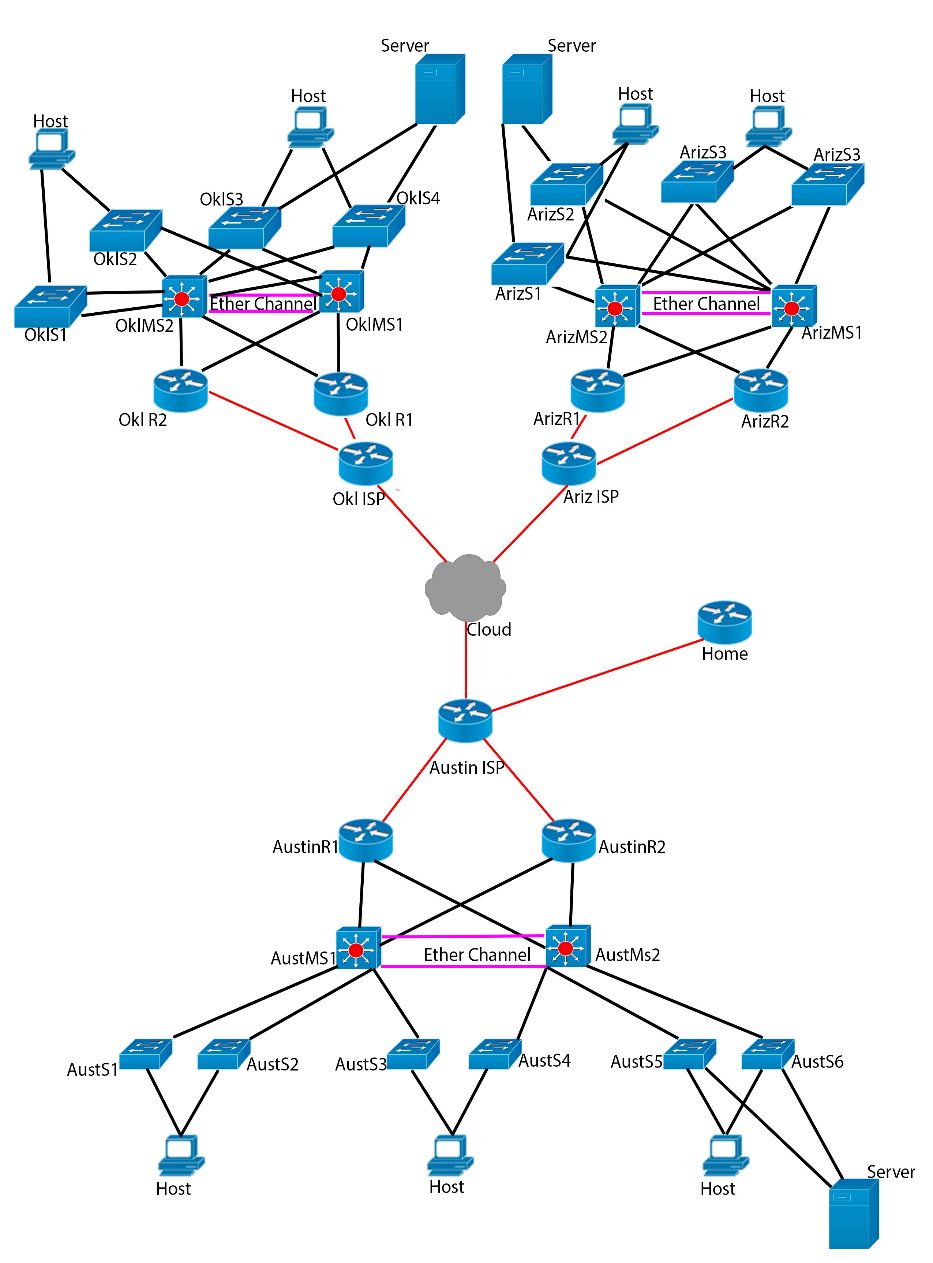 Server
Server
Host
Host
Host
Host
ArizS3
ArizS3
OklS3
OklS4
ArizS2
OklS2
ArizS1
OklS1
OklMS2
Ether Channel
OklMS1
ArizMS2
Ether Channel
ArizMS1
Okl R2
Okl R1
ArizR1
ArizR2
Okl ISP
Ariz ISP
Cloud
Home
Austin ISP
AustinR1
AustinR2
AustMS1
Ether Channel
AustMs2
AustS1
AustS2
AustS3
AustS4
AustS5
AustS6
Host
Host
Host
Server